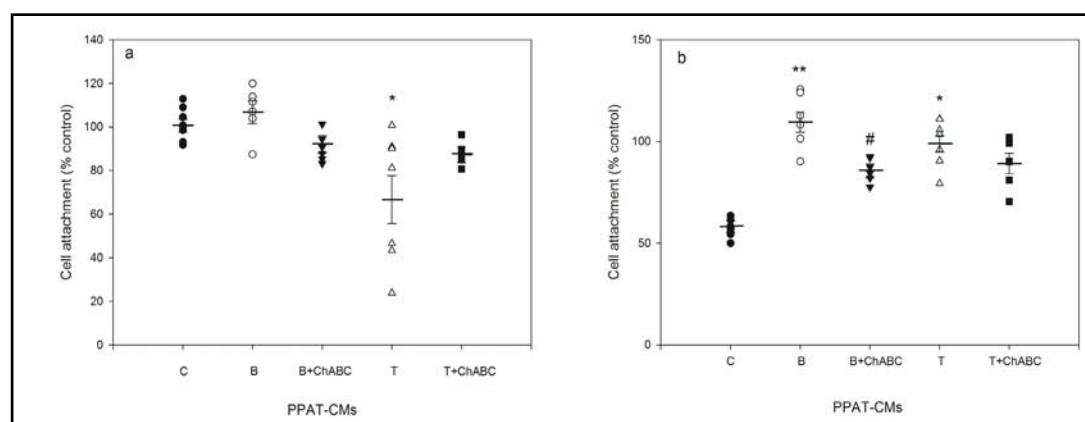 a
140
120
100
80
60
40
20
0
Cell attachment (% control)
*
C B B+ChABC T T+ChABC
PPAT-CMs
b
150
100
50
0
Cell attachment (% control)
**
#
*
C B B+ChABC T T+ChABC
PPAT-CMs